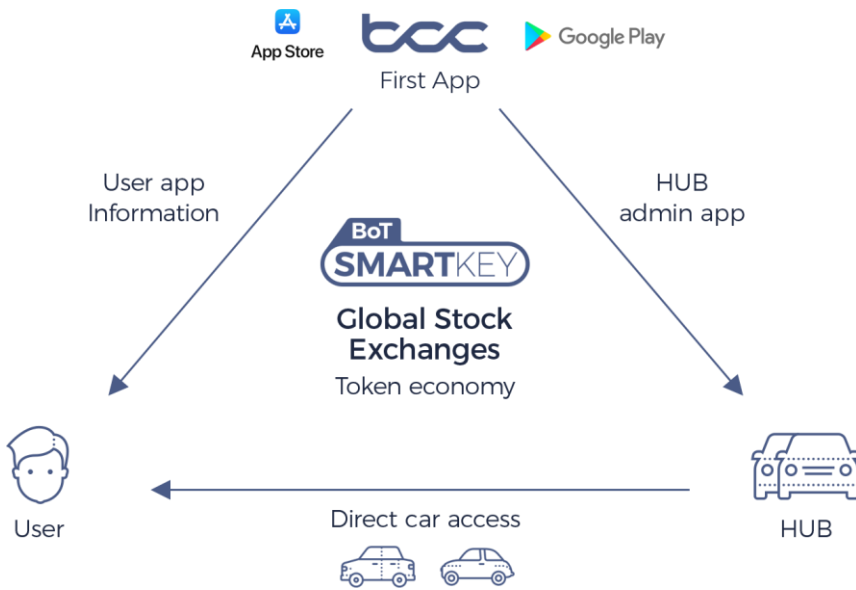 App Store
bcc
Google Play
First App
User app
Information
HUB
admin app
BoT
SMARTKEY
Global Stock
Exchanges
Token economy
User
Direct car access
HUB